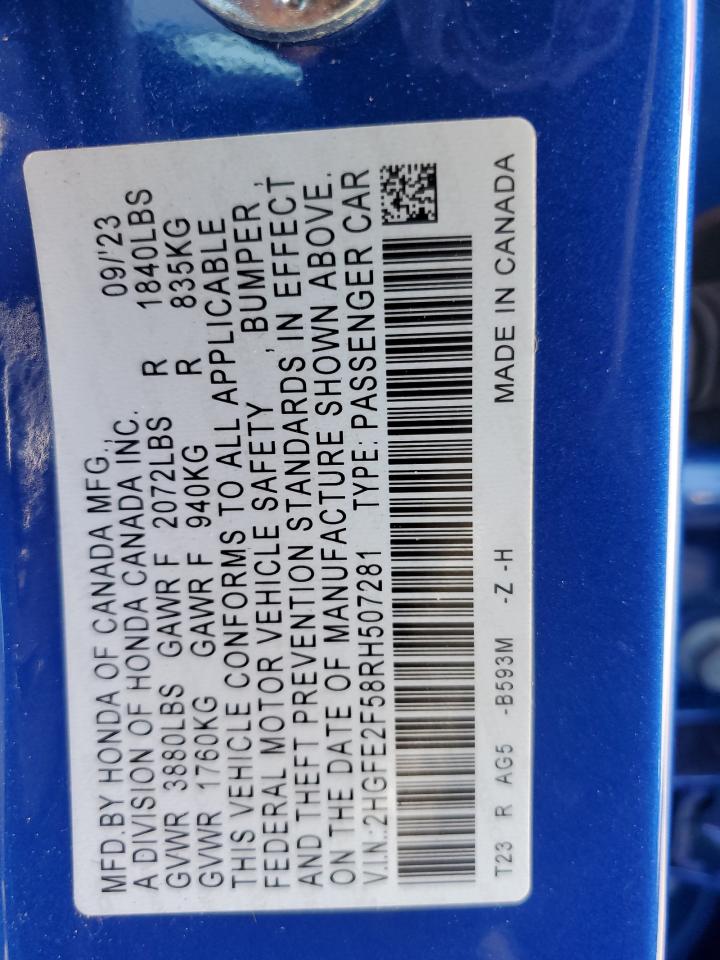 MFD.BY HONDA OF CANADA MFG.,
A DIVISION OF HONDA CANADA INC. 09/'23
GVWR 3880LBS GAWR F 2072LBS R 1840LBS
GVWR 1760KG GAWR F 940KG R 835KG
THIS VEHICLE CONFORMS TO ALL APPLICABLE
FEDERAL MOTOR VEHICLE SAFETY , BUMPER ,
AND THEFT PREVENTION STANDARDS IN EFFECT
ON THE DATE OF MANUFACTURE SHOWN ABOVE.
V.I.N.:2HGFE2F58RH507281 TYPE: PASSENGER CAR
T23 R AG5 -B593M -Z -H MADE IN CANADA